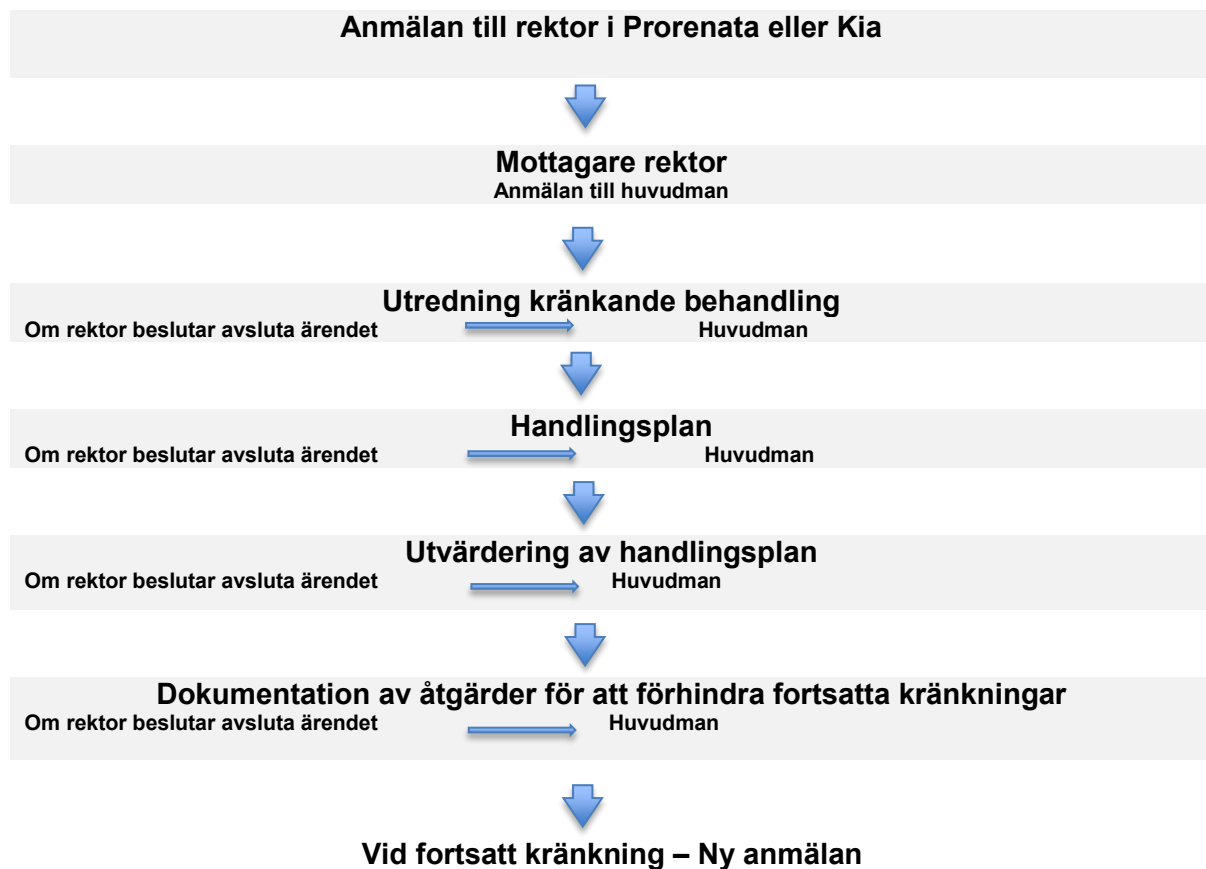 Anmälan till rektor i Prorenata eller Kia
Mottagare rektor
Anmälan till huvudman
Utredning kränkande behandling
Om rektor beslutar avsluta ärendet Huvudman
Handlingsplan
Om rektor beslutar avsluta ärendet Huvudman
Utvärdering av handlingsplan
Om rektor beslutar avsluta ärendet Huvudman
Dokumentation av åtgärder för att förhindra fortsatta kränkningar
Om rektor beslutar avsluta ärendet Huvudman
Vid fortsatt kränkning – Ny anmälan